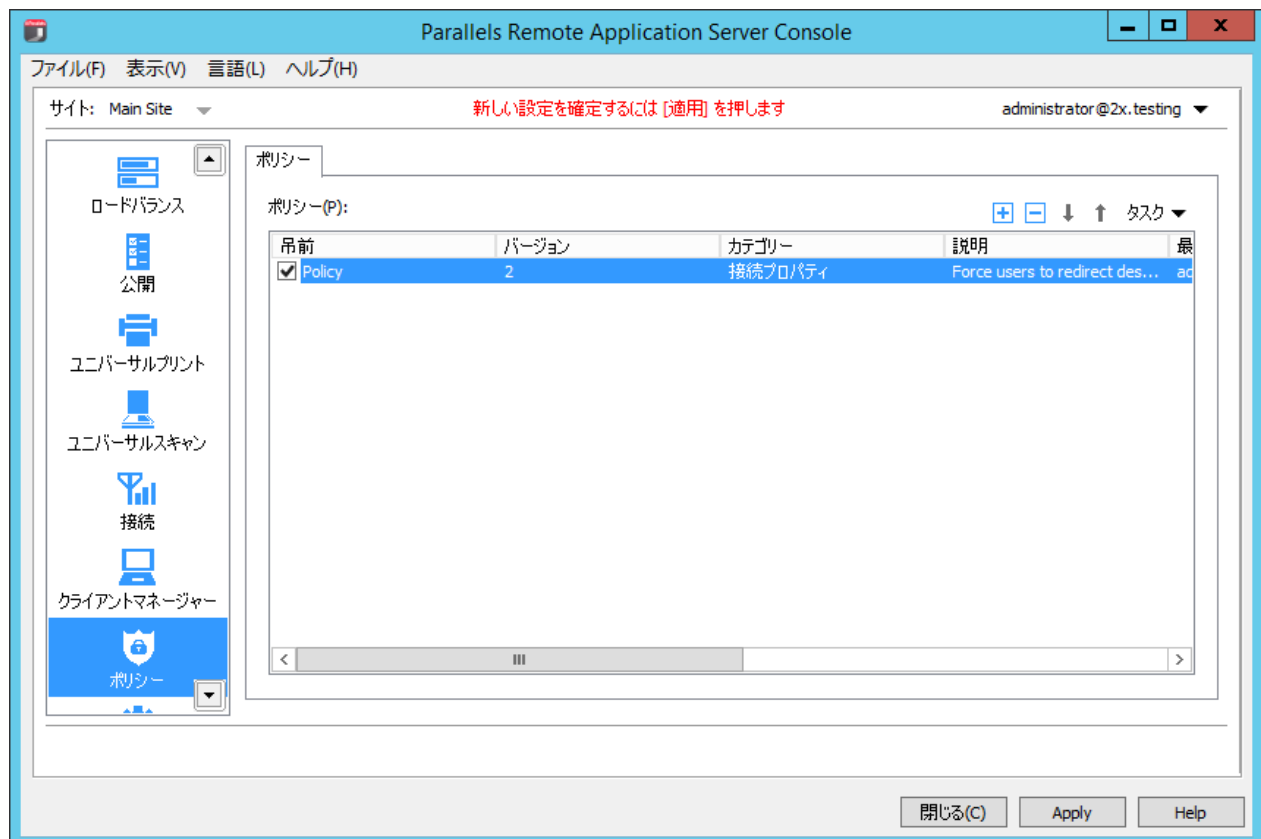 Parallels Remote Application Server Console
ファイル(F) 表示(V) 言語(L) ヘルプ(H)
サイト: Main Site
新しい設定を確定するには [適用] を押します
administrator@2x.testing
ロードバランス
公開
ユニバーサルプリント
ユニバーサルスキャン
接続
クライアントマネージャー
ポリシー
ポリシー
ポリシー(P):
タスク
吊前 バージョン カテゴリー 説明 最
Policy 2 接続プロパティ Force users to redirect des... ad
閉じる(C) Apply Help